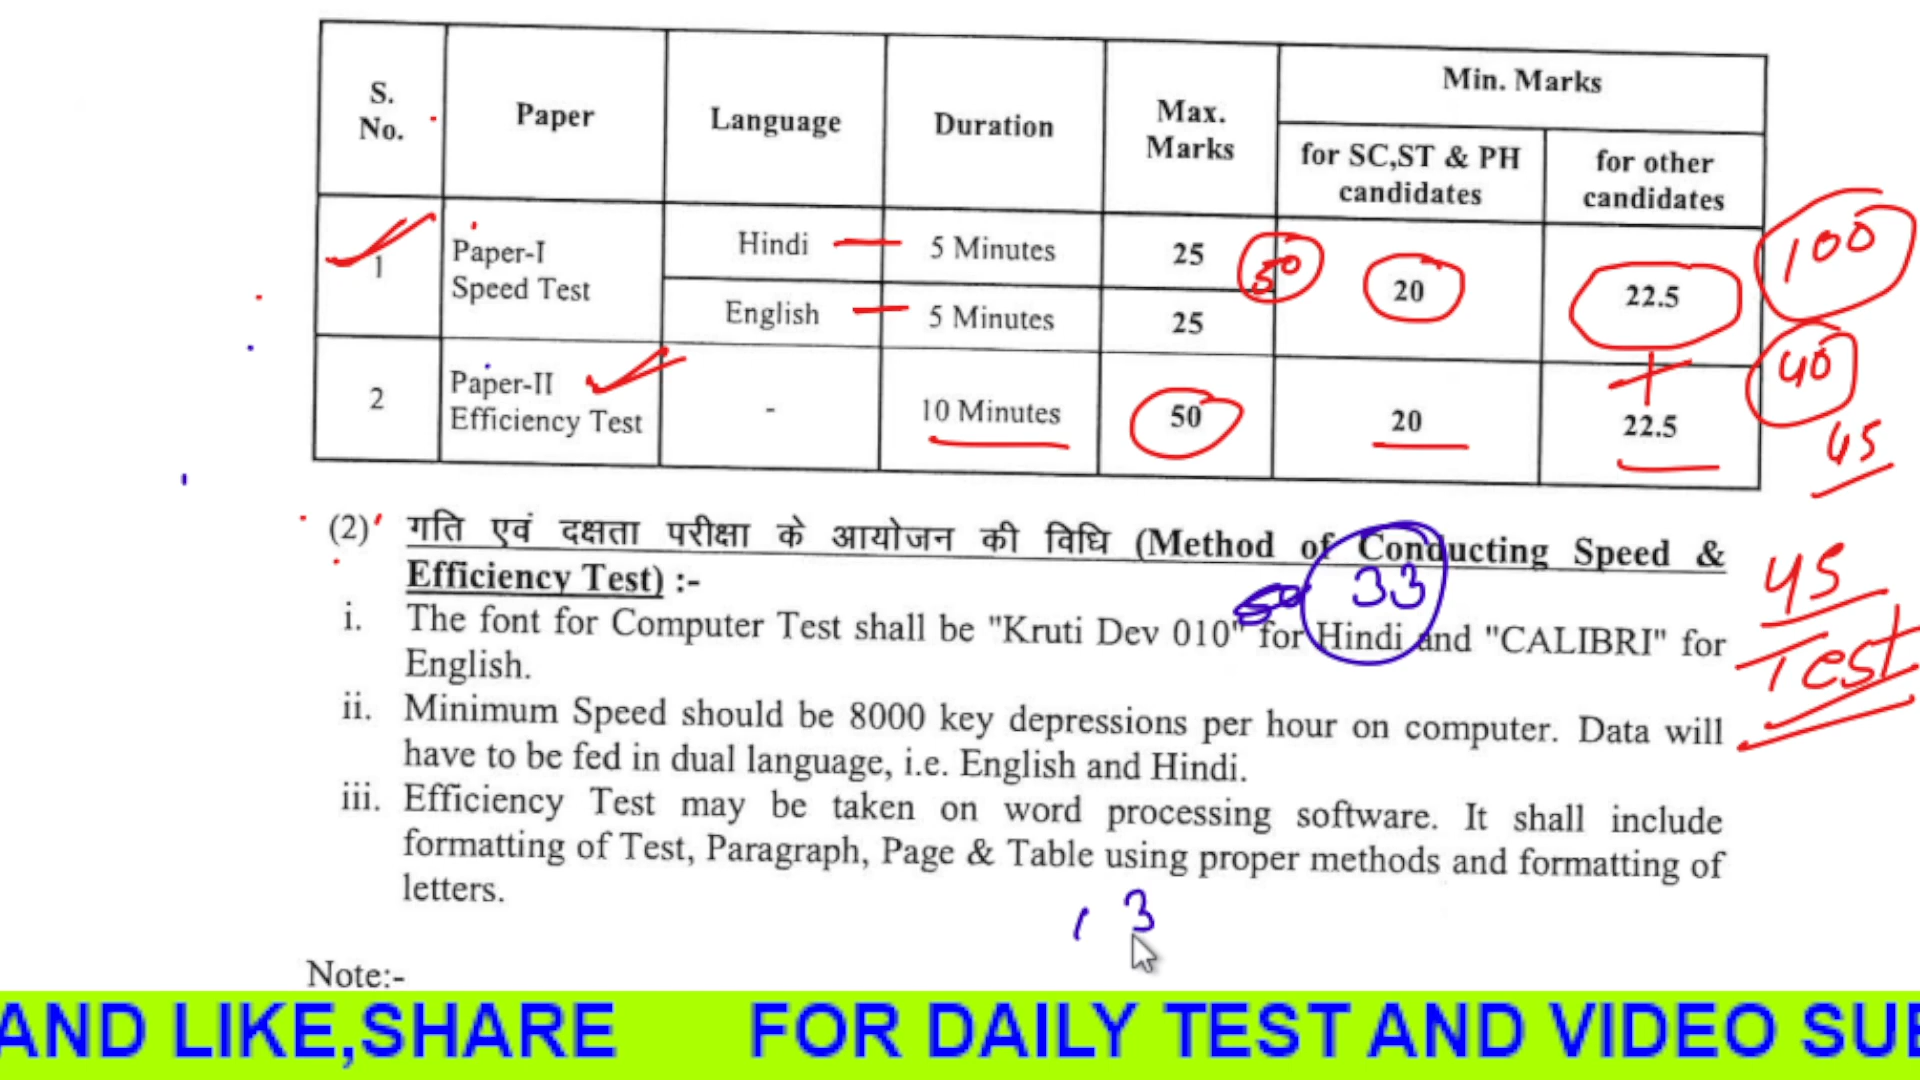 S. No. Paper Language Duration Max. Marks Min. Marks
for SC,ST & PH candidates for other candidates
1 Paper-I Speed Test Hindi 5 Minutes 25 50 20 22.5 100
English 5 Minutes 25
2 Paper-II Efficiency Test - 10 Minutes 50 20 22.5 40
45
(2) गति एवं दक्षता परीक्षा के आयोजन की विधि (Method of Conducting Speed &
Efficiency Test) :-
33
45
Test
i. The font for Computer Test shall be "Kruti Dev 010" for Hindi and "CALIBRI" for
English.
ii. Minimum Speed should be 8000 key depressions per hour on computer. Data will
have to be fed in dual language, i.e. English and Hindi.
iii. Efficiency Test may be taken on word processing software. It shall include
formatting of Test, Paragraph, Page & Table using proper methods and formatting of
letters.
3
Note:-
AND LIKE,SHARE FOR DAILY TEST AND VIDEO SUB